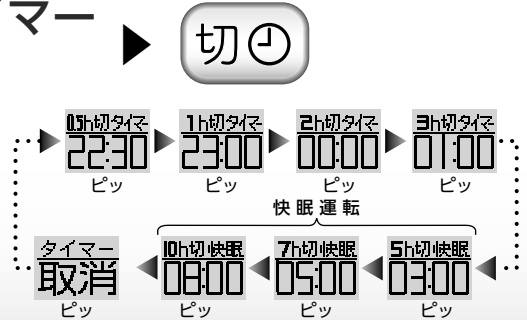 マー
切
0.5h切タイマー 1h切タイマー 2h切タイマー 3h切タイマー
22:30 23:00 00:00 01:00
ピッ ピッ ピッ ピッ
快眠運転
タイマー 10h切快眠 7h切快眠 5h切快眠
取消 08:00 05:00 03:00
ピッ ピッ ピッ ピッ